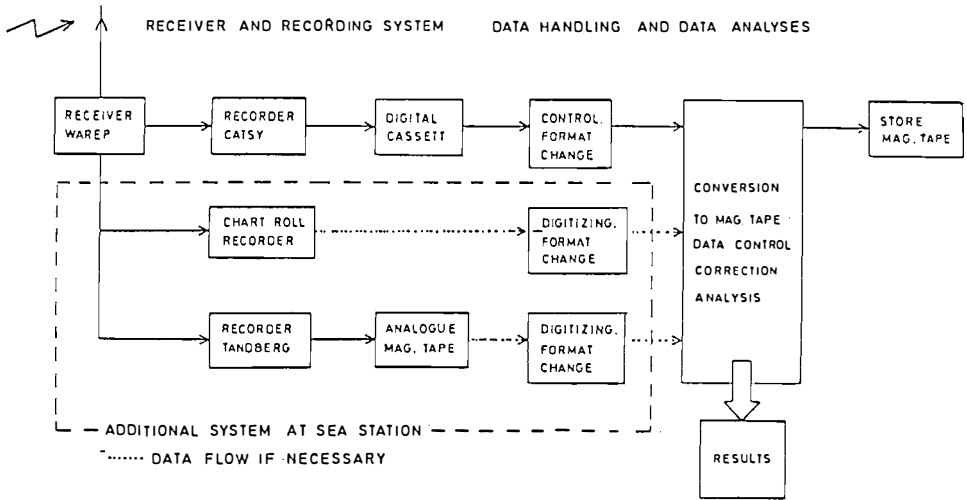 RECEIVER AND RECORDING SYSTEM
DATA HANDLING AND DATA ANALYSES
RECEIVER
WAREP
RECORDER
CATSY
DIGITAL
CASSETT
CONTROL.
FORMAT
CHANGE
STORE
MAG. TAPE
CONVERSION
TO MAG. TAPE
DATA CONTROL
CORRECTION
ANALYSIS
CHART ROLL
RECORDER
DIGITIZING.
FORMAT
CHANGE
RECORDER
TANDBERG
ANALOGUE
MAG. TAPE
DIGITIZING.
FORMAT
CHANGE
ADDITIONAL SYSTEM AT SEA STATION
DATA FLOW IF NECESSARY
RESULTS